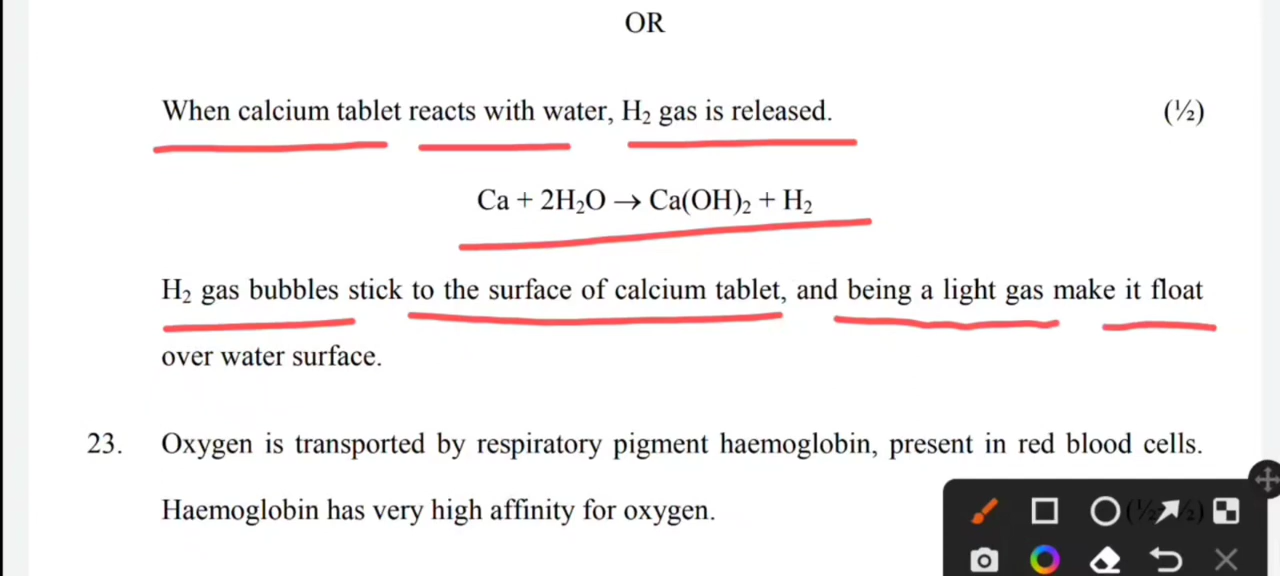 OR
When calcium tablet reacts with water, H₂ gas is released. (½)
Ca + 2H₂O → Ca(OH)₂ + H₂
H₂ gas bubbles stick to the surface of calcium tablet, and being a light gas make it float
over water surface.
23. Oxygen is transported by respiratory pigment haemoglobin, present in red blood cells.
Haemoglobin has very high affinity for oxygen.